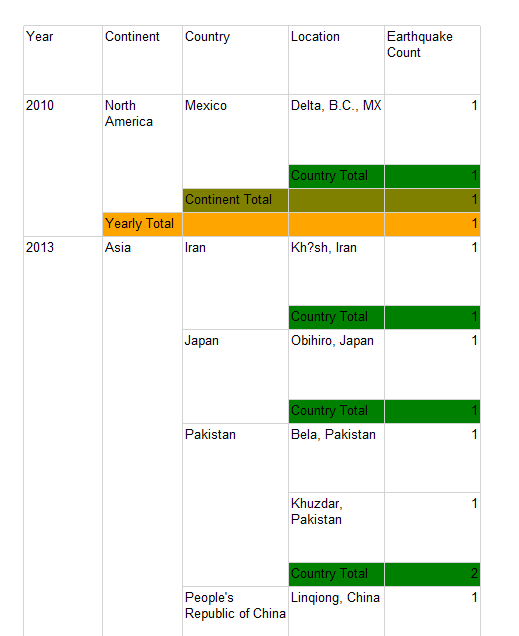 Year Continent Country Location Earthquake
Count
2010 North Mexico Delta, B.C., MX 1
America
Country Total 1
Continent Total 1
Yearly Total 1
2013 Asia Iran Kh?sh, Iran 1
Country Total 1
Japan Obihiro, Japan 1
Country Total 1
Pakistan Bela, Pakistan 1
Khuzdar, 1
Pakistan
Country Total 2
People's Linqiong, China 1
Republic of China